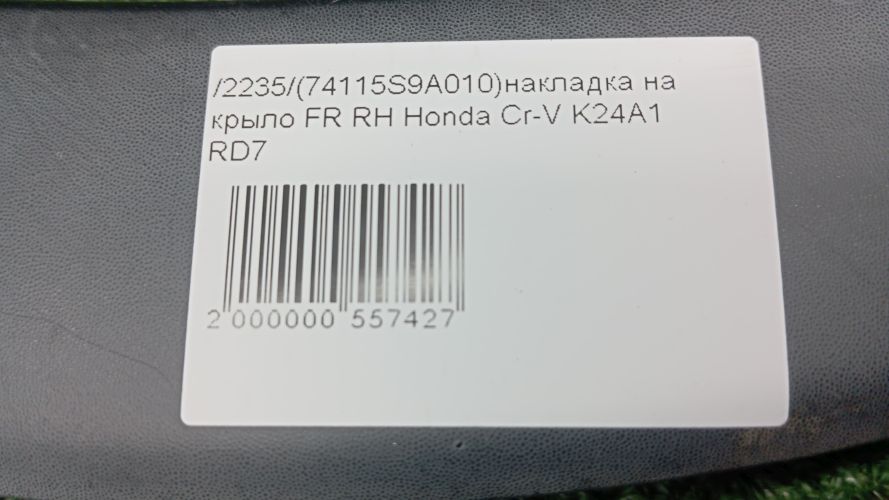 /2235/(74115S9A010)накладка на
крыло FR RH Honda Cr-V K24A1
RD7
2 000000 557427